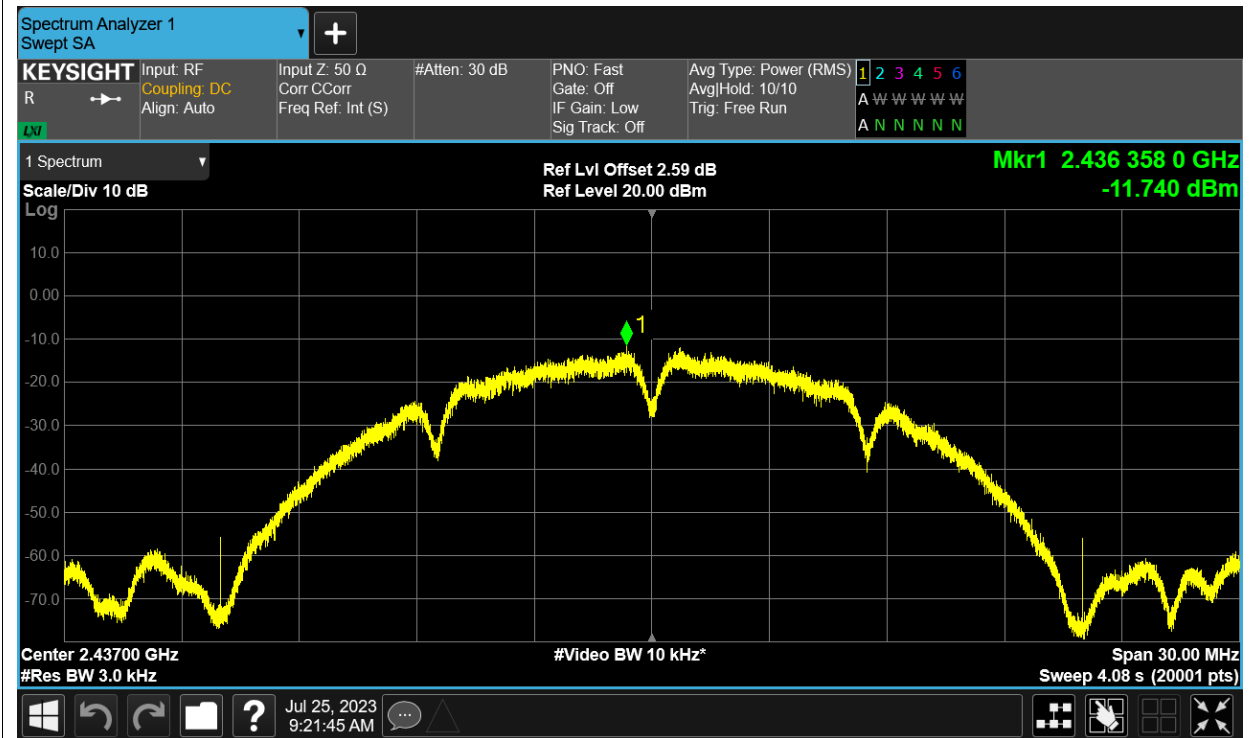 Spectrum Analyzer 1
Swept SA
KEYSIGHT Input: RF Input Z: 50 Ω #Atten: 30 dB PNO: Fast Avg Type: Power (RMS) 1 2 3 4 5 6
R Coupling: DC Corr CCorr Gate: Off Avg|Hold: 10/10 A W W W W W
Align: Auto Freq Ref: Int (S) IF Gain: Low Trig: Free Run
LXI Sig Track: Off A N N N N N
1 Spectrum Ref Lvl Offset 2.59 dB Mkr1 2.436 358 0 GHz
Scale/Div 10 dB Ref Level 20.00 dBm -11.740 dBm
Log
10.0
0.00
1
-10.0
-20.0
-30.0
-40.0
-50.0
-60.0
-70.0
Center 2.43700 GHz #Video BW 10 kHz* Span 30.00 MHz
#Res BW 3.0 kHz Sweep 4.08 s (20001 pts)
? Jul 25, 2023
9:21:45 AM